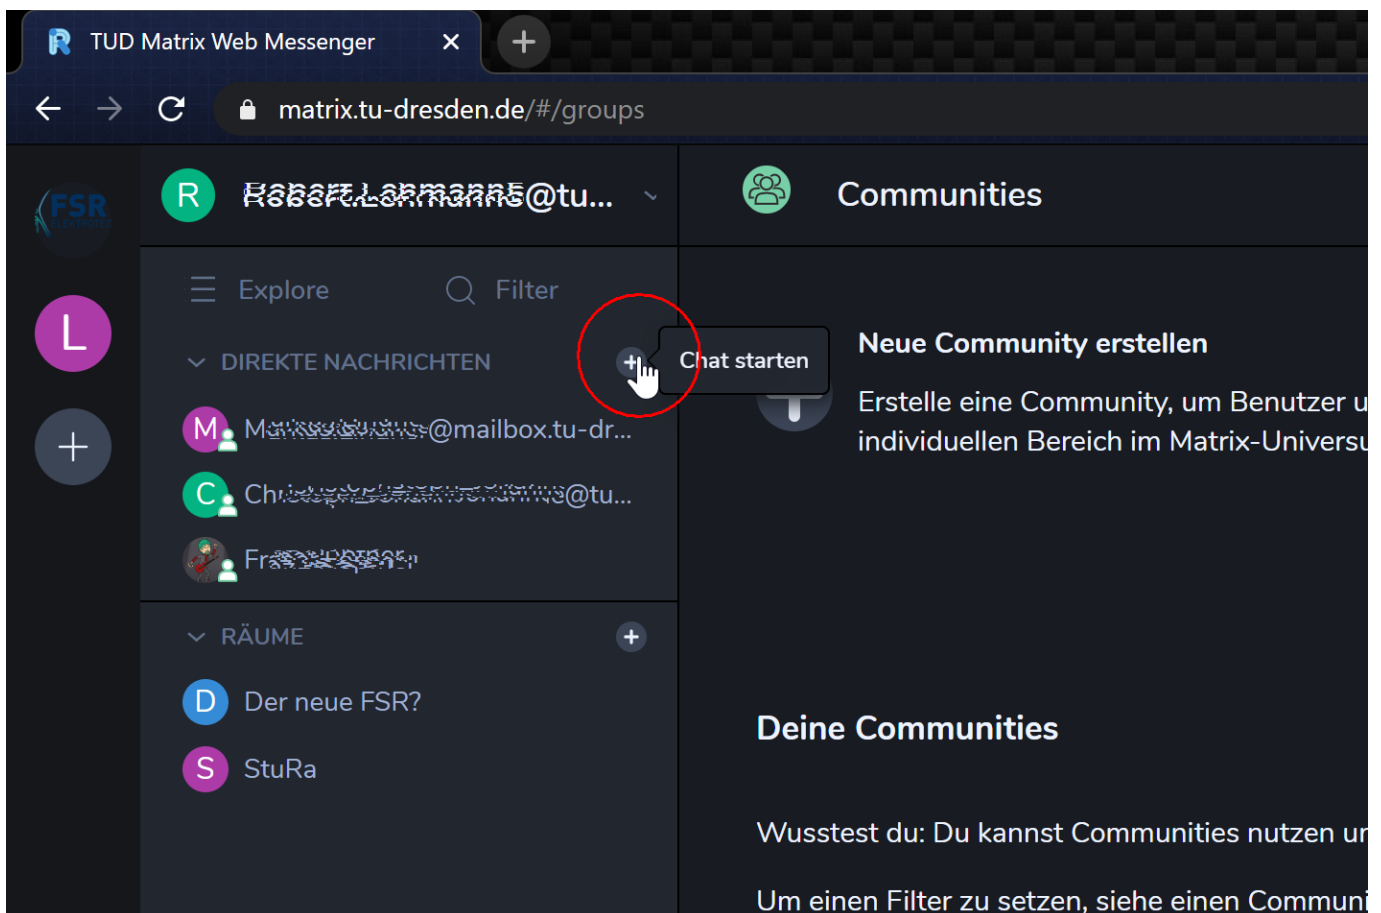 TUD Matrix Web Messenger
matrix.tu-dresden.de/#/groups
FSR
R
@tu...
Communities
L
Explore
Filter
DIREKTE NACHRICHTEN
Chat starten
Neue Community erstellen
Erstelle eine Community, um Benutzer u
individuellen Bereich im Matrix-Universu
M
@mailbox.tu-dr...
C
@tu...
RÄUME
D
Der neue FSR?
S
StuRa
Deine Communities
Wusstest du: Du kannst Communities nutzen un
Um einen Filter zu setzen, siehe einen Communi